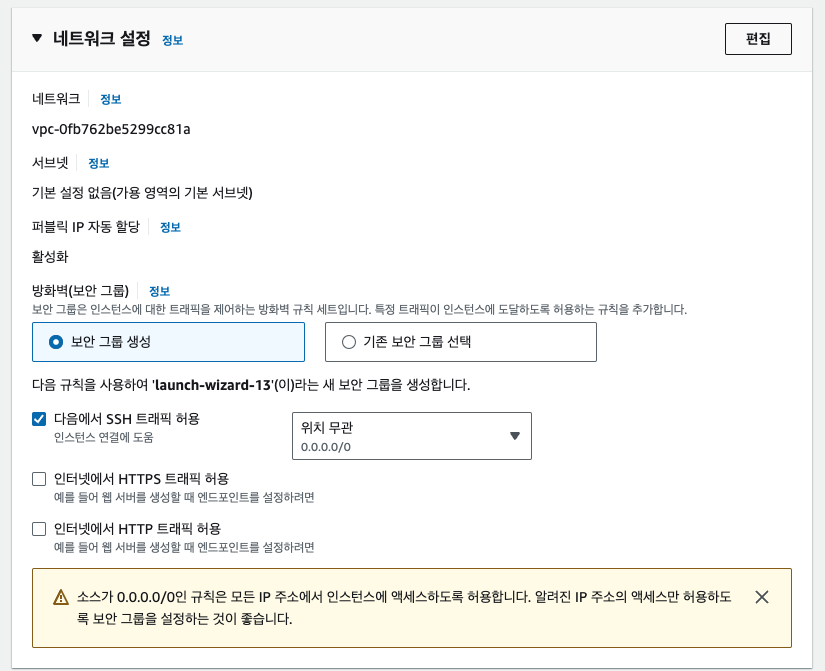 네트워크 설정 정보
편집
네트워크 정보
vpc-0fb762be5299cc81a
서브넷 정보
기본 설정 없음(가용 영역의 기본 서브넷)
퍼블릭 IP 자동 할당 정보
활성화
방화벽(보안 그룹) 정보
보안 그룹은 인스턴스에 대한 트래픽을 제어하는 방화벽 규칙 세트입니다. 특정 트래픽이 인스턴스에 도달하도록 허용하는 규칙을 추가합니다.
보안 그룹 생성
기존 보안 그룹 선택
다음 규칙을 사용하여 'launch-wizard-13'(이)라는 새 보안 그룹을 생성합니다.
다음에서 SSH 트래픽 허용
인스턴스 연결에 도움
위치 무관
0.0.0.0/0
인터넷에서 HTTPS 트래픽 허용
예를 들어 웹 서버를 생성할 때 엔드포인트를 설정하려면
인터넷에서 HTTP 트래픽 허용
예를 들어 웹 서버를 생성할 때 엔드포인트를 설정하려면
소스가 0.0.0.0/0인 규칙은 모든 IP 주소에서 인스턴스에 액세스하도록 허용합니다. 알려진 IP 주소의 액세스만 허용하도
록 보안 그룹을 설정하는 것이 좋습니다.